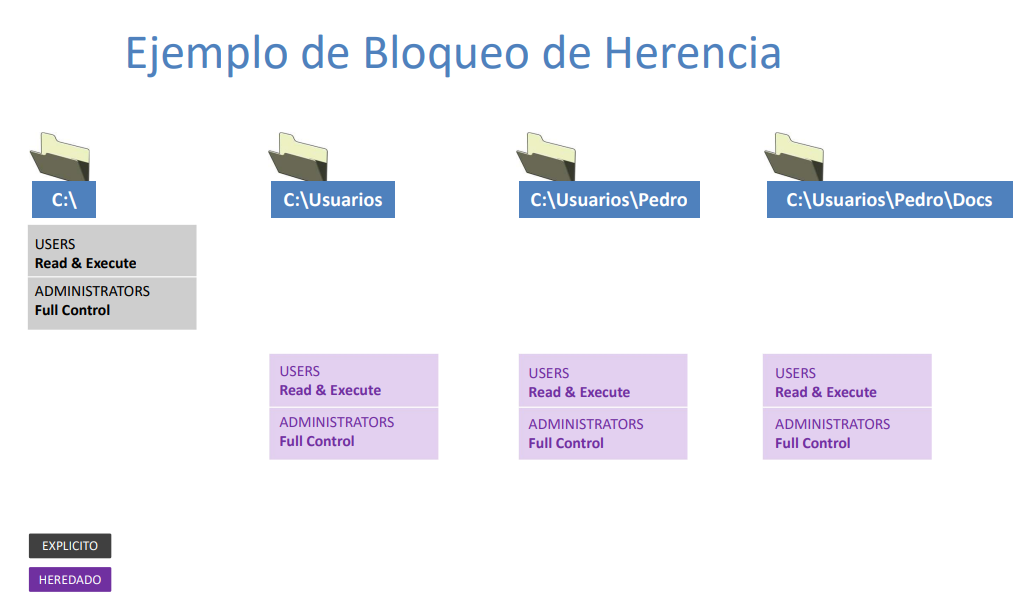 Ejemplo de Bloqueo de Herencia
C:\
C:\Usuarios
C:\Usuarios\Pedro
C:\Usuarios\Pedro\Docs
USERS
Read & Execute
ADMINISTRATORS
Full Control
USERS
Read & Execute
ADMINISTRATORS
Full Control
USERS
Read & Execute
ADMINISTRATORS
Full Control
USERS
Read & Execute
ADMINISTRATORS
Full Control
EXPLICITO
HEREDADO